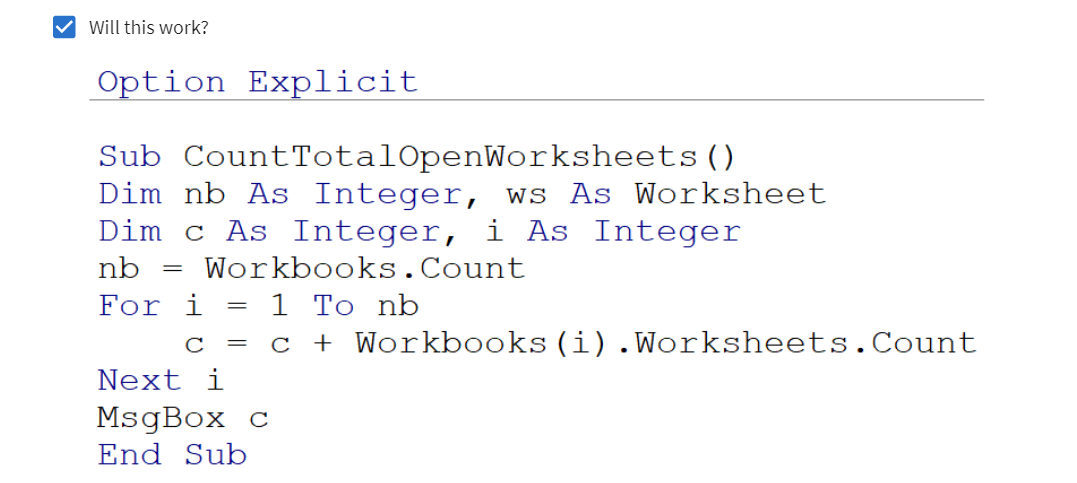 Will this work?
Option Explicit
Sub CountTotalOpenWorksheets()
Dim nb As Integer, ws As Worksheet
Dim c As Integer, i As Integer
nb = Workbooks.Count
For i = 1 To nb
    c = c + Workbooks(i).Worksheets.Count
Next i
MsgBox c
End Sub